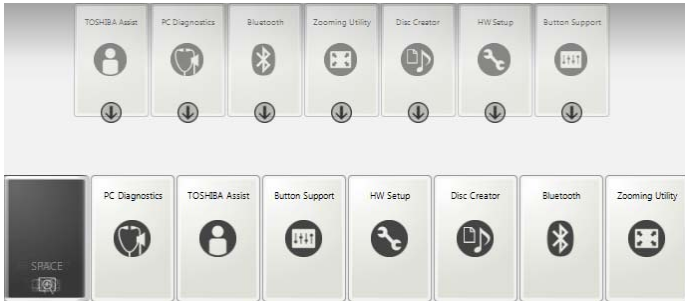 TOSHIBA Assist
PC Diagnostics
Bluetooth
Zooming Utility
Disc Creator
HW Setup
Button Support
SPACE
PC Diagnostics
TOSHIBA Assist
Button Support
HW Setup
Disc Creator
Bluetooth
Zooming Utility